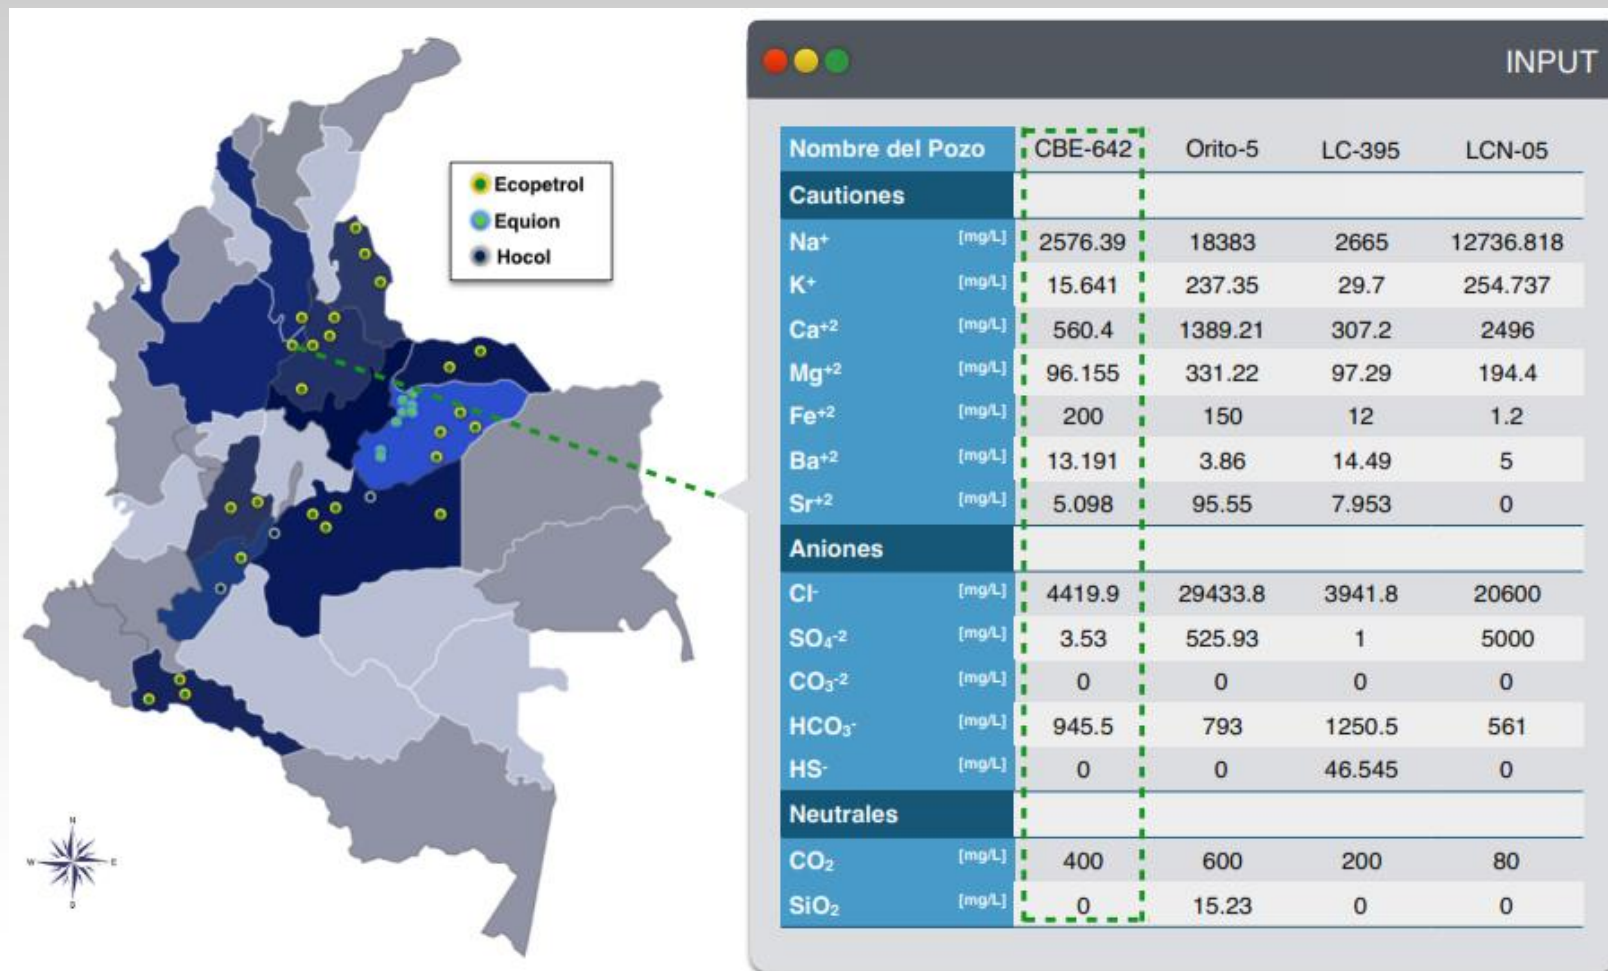 INPUT
Ecopetrol
Equion
Hocol
Nombre del Pozo CBE-642 Orito-5 LC-395 LCN-05
Cautiones
Na⁺ [mg/L] 2576.39 18383 2665 12736.818
K⁺ [mg/L] 15.641 237.35 29.7 254.737
Ca⁺² [mg/L] 560.4 1389.21 307.2 2496
Mg⁺² [mg/L] 96.155 331.22 97.29 194.4
Fe⁺² [mg/L] 200 150 12 1.2
Ba⁺² [mg/L] 13.191 3.86 14.49 5
Sr⁺² [mg/L] 5.098 95.55 7.953 0
Aniones
Cl⁻ [mg/L] 4419.9 29433.8 3941.8 20600
SO₄⁻² [mg/L] 3.53 525.93 1 5000
CO₃⁻² [mg/L] 0 0 0 0
HCO₃⁻ [mg/L] 945.5 793 1250.5 561
HS⁻ [mg/L] 0 0 46.545 0
Neutrales
CO₂ [mg/L] 400 600 200 80
SiO₂ [mg/L] 0 15.23 0 0
N
W E